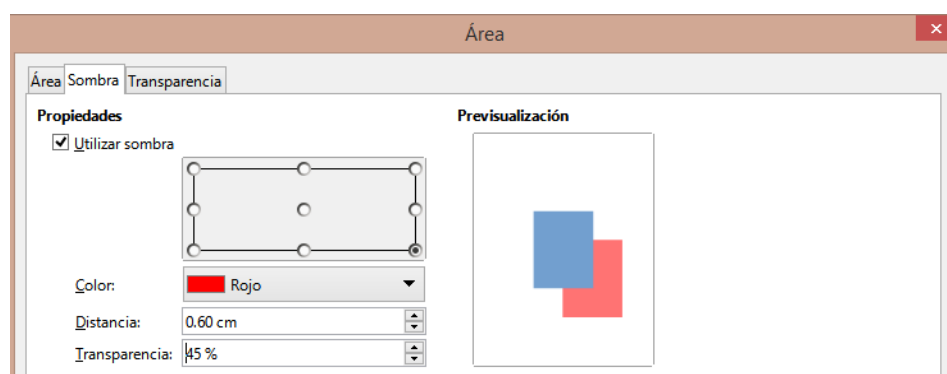 Área
Área Sombra Transparencia
Propiedades
Previsualización
Utilizar sombra
Color: Rojo
Distancia: 0.60 cm
Transparencia: 45 %